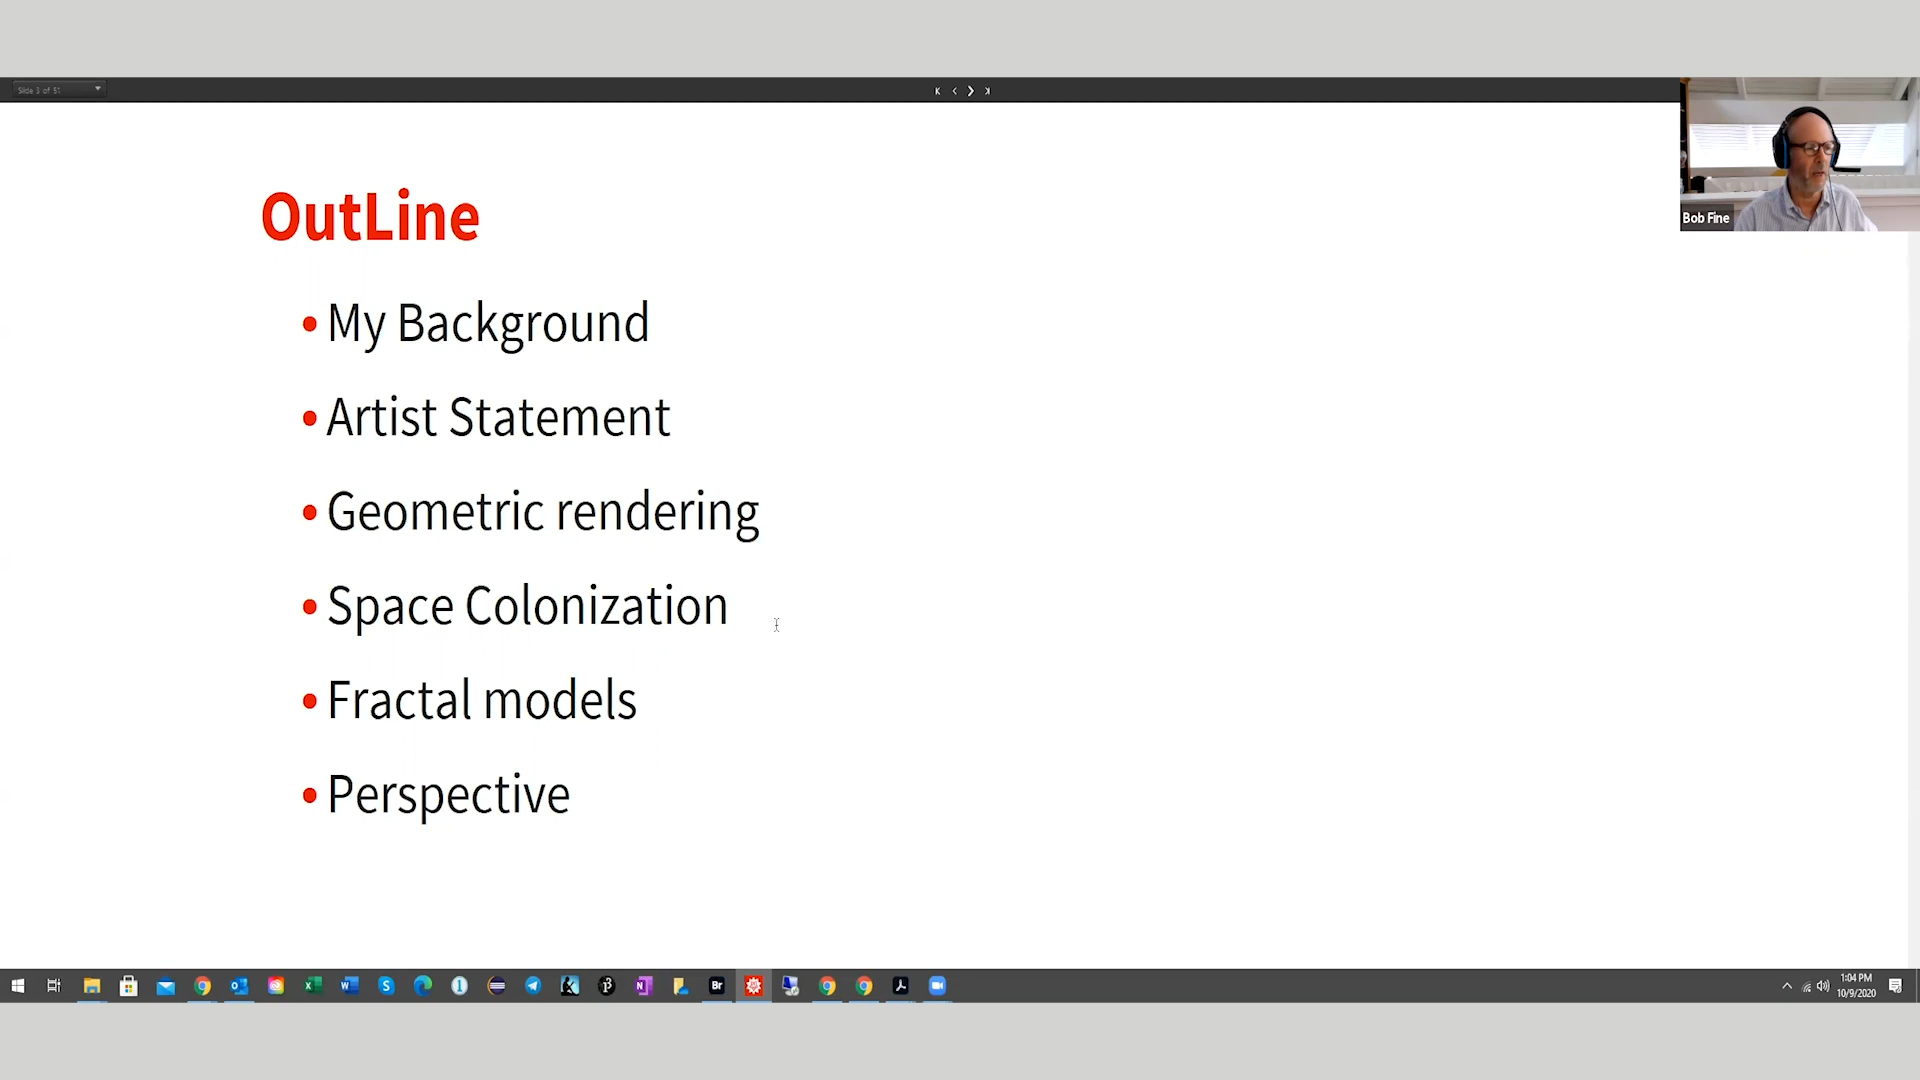 Slide 3 of 51
Bob Fine
OutLine
• My Background
• Artist Statement
• Geometric rendering
• Space Colonization
• Fractal models
• Perspective
Br
1:04 PM
10/9/2020